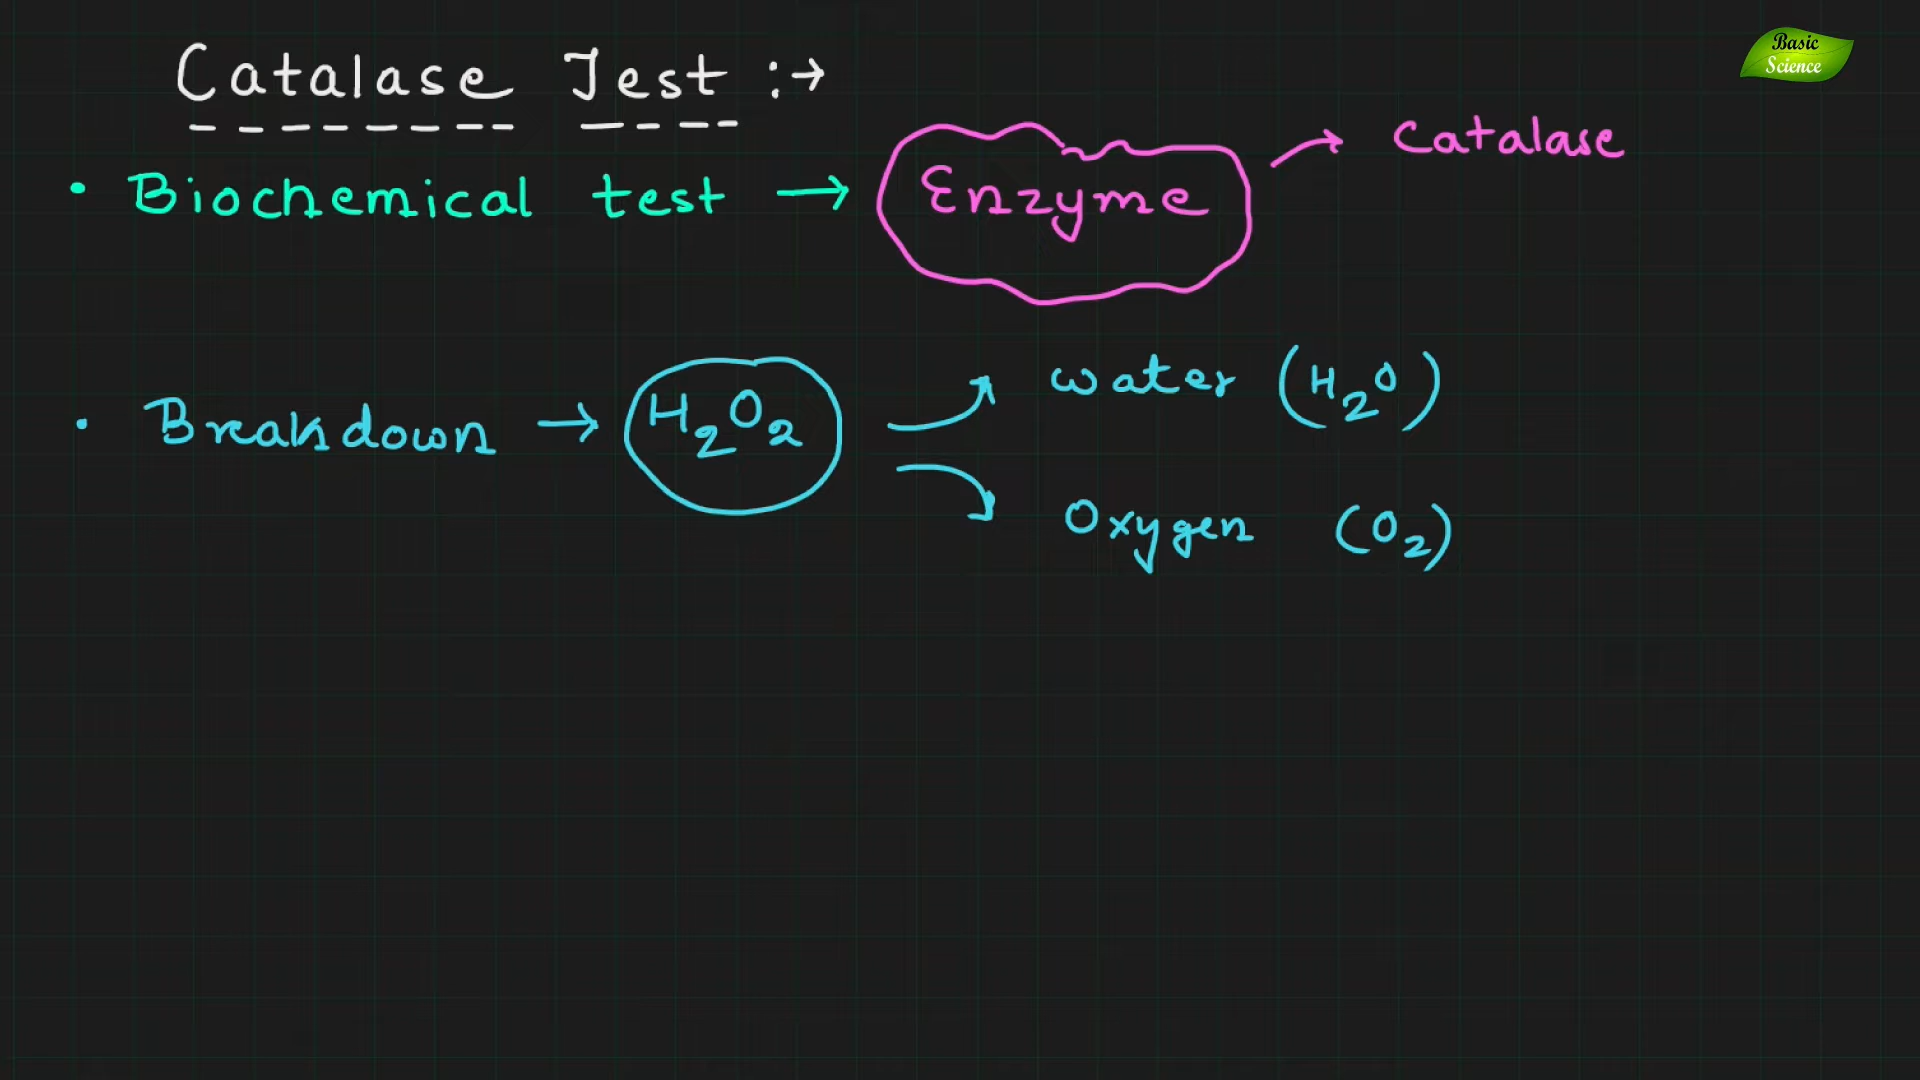 Catalase Test :→
Basic Science
• Biochemical test → Enzyme → Catalase
• Breakdown → H₂O₂ → Water (H₂O)
Oxygen (O₂)